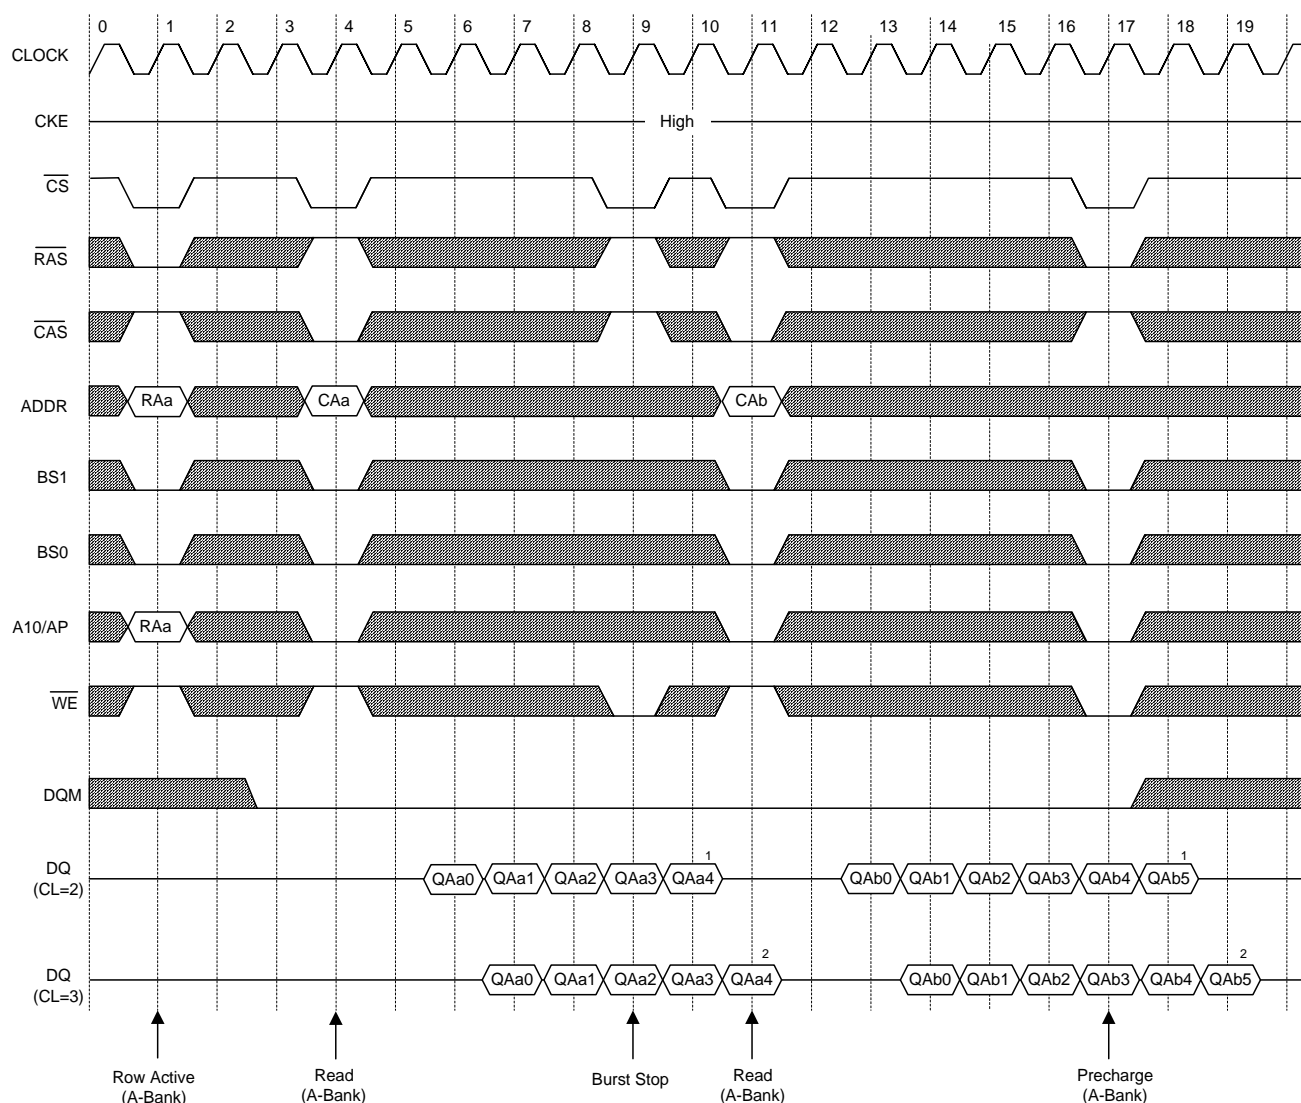 0 1 2 3 4 5 6 7 8 9 10 11 12 13 14 15 16 17 18 19
CLOCK
CKE High
CS
RAS
CAS
ADDR RAa CAa CAb
BS1
BS0
A10/AP RAa
WE
DQM
1 1
DQ
(CL=2)
QAa0 QAa1 QAa2 QAa3 QAa4 QAb0 QAb1 QAb2 QAb3 QAb4 QAb5
2 2
DQ
(CL=3)
QAa0 QAa1 QAa2 QAa3 QAa4 QAb0 QAb1 QAb2 QAb3 QAb4 QAb5
Row Active
(A-Bank)
Read
(A-Bank)
Burst Stop
Read
(A-Bank)
Precharge
(A-Bank)